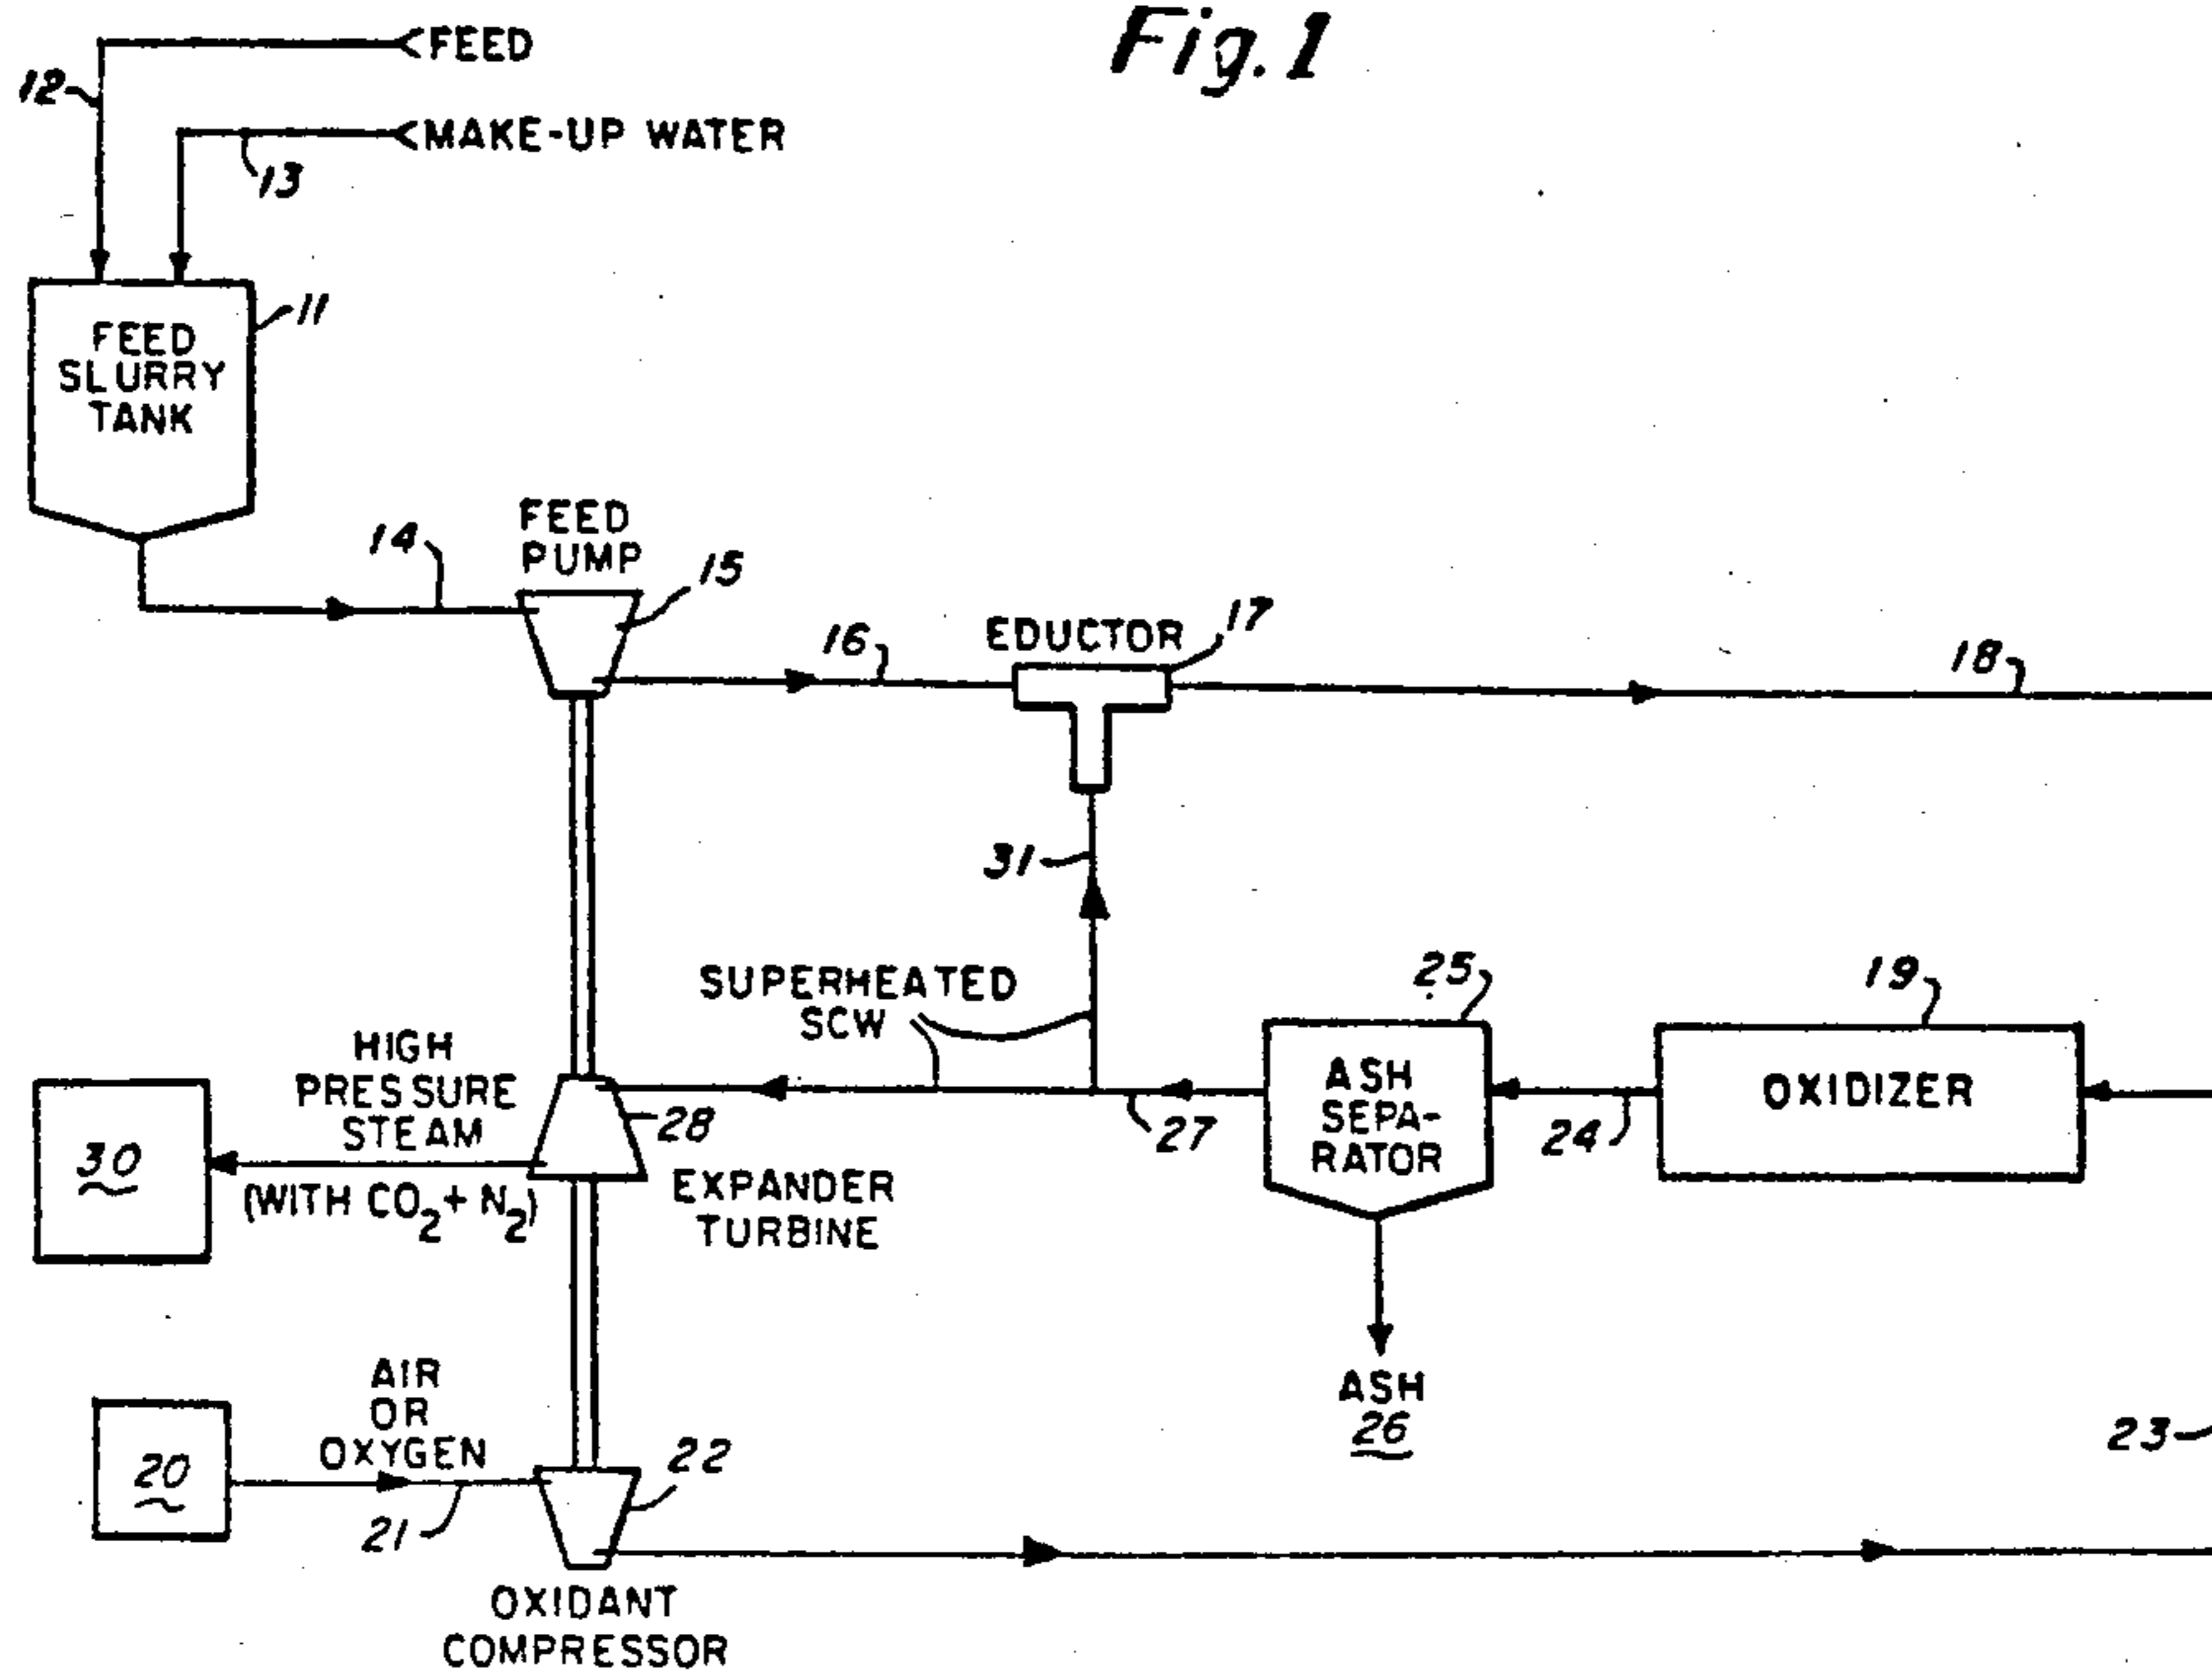 Fig. 1
FEED
12
MAKE-UP WATER
13
11
FEED
SLURRY
TANK
14
FEED
PUMP
15
16
EDUCTOR
17
18
31
SUPERHEATED
SCW
25
19
HIGH
PRESSURE
STEAM
30
(WITH CO2 + N2)
28
EXPANDER
TURBINE
27
ASH
SEPA-
RATOR
24
OXIDIZER
ASH
26
23
AIR
OR
OXYGEN
20
21
22
OXIDANT
COMPRESSOR